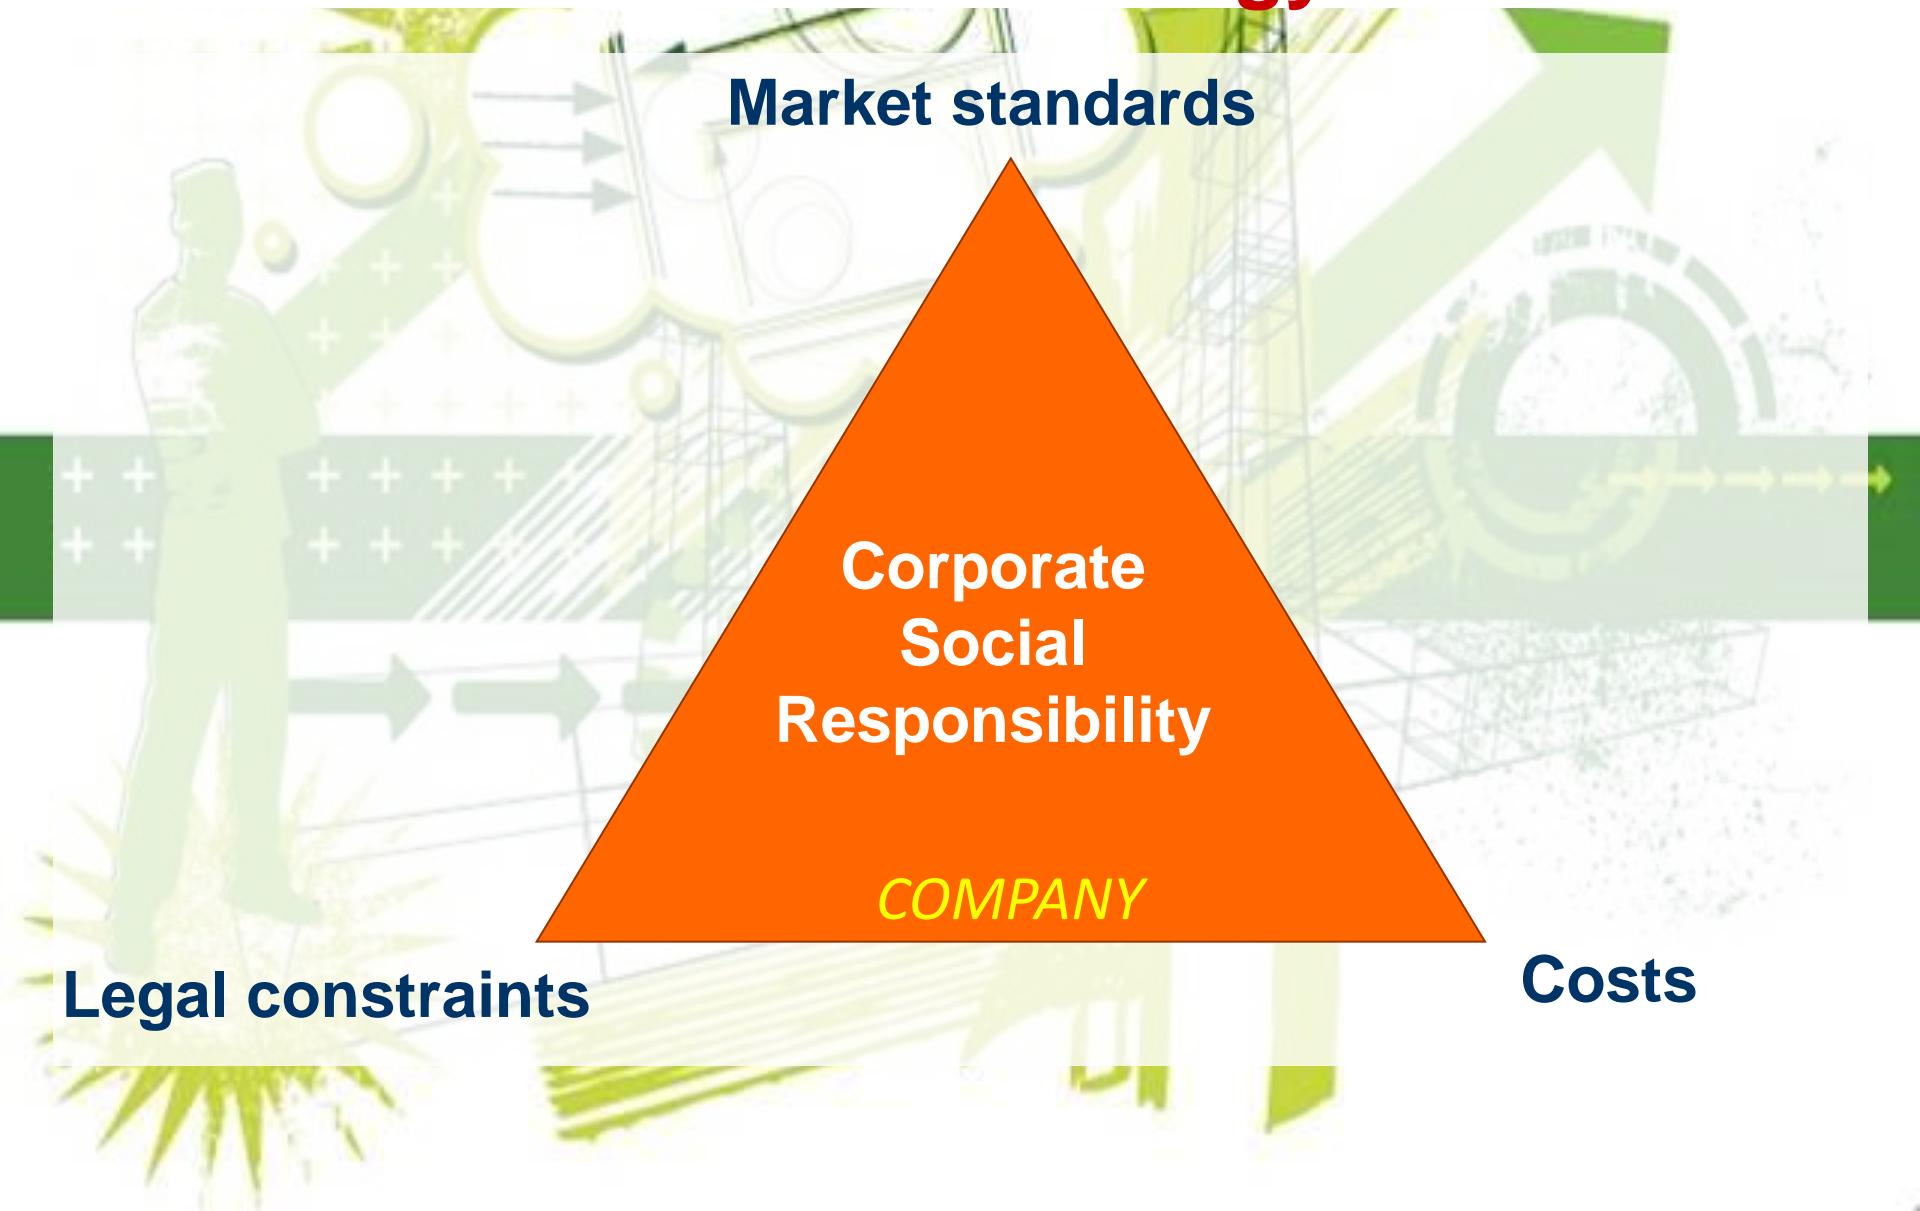 Market standards
Corporate
Social
Responsibility
COMPANY
Legal constraints
Costs